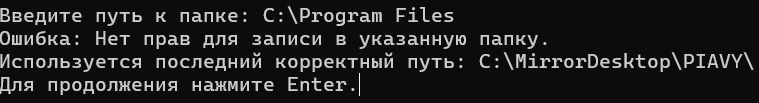 Введите путь к папке: C:\Program Files
Ошибка: Нет прав для записи в указанную папку.
Используется последний корректный путь: C:\MirrorDesktop\PIAVY\
Для продолжения нажмите Enter.